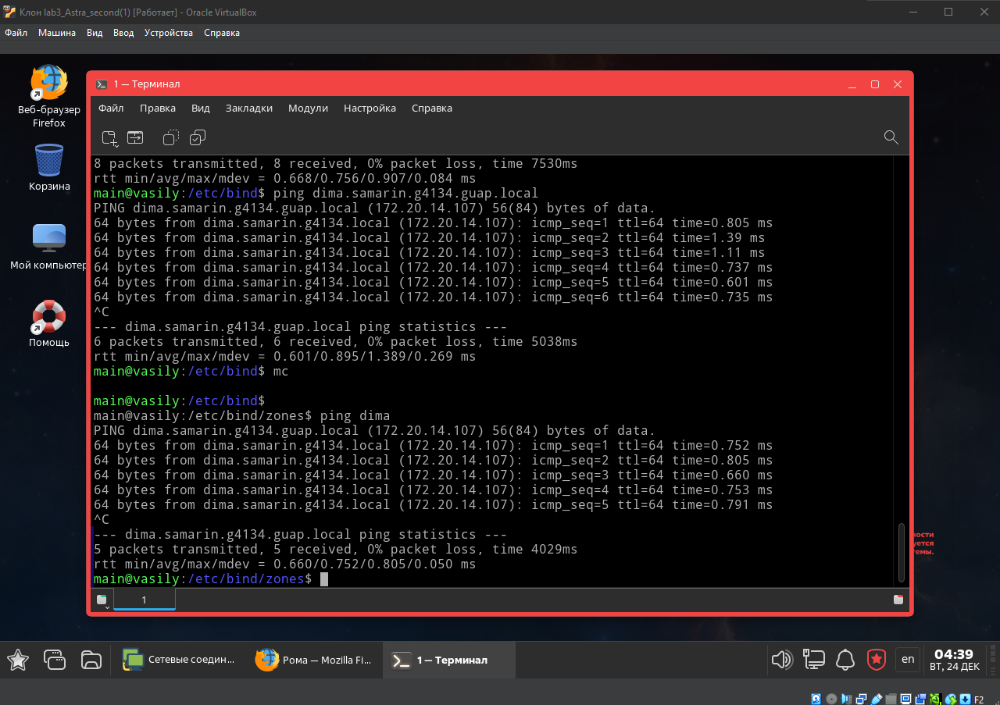 Клон lab3_Astra_second(1) [Работает] - Oracle VirtualBox
Файл Машина Вид Ввод Устройства Справка
Веб-браузер
Firefox
Корзина
Мой компьютер
Помощь
1 — Терминал
Файл Правка Вид Закладки Модули Настройка Справка
8 packets transmitted, 8 received, 0% packet loss, time 7530ms
rtt min/avg/max/mdev = 0.668/0.756/0.907/0.084 ms
main@vasily:/etc/bind$ ping dima.samarin.g4134.guap.local
PING dima.samarin.g4134.guap.local (172.20.14.107) 56(84) bytes of data.
64 bytes from dima.samarin.g4134.local (172.20.14.107): icmp_seq=1 ttl=64 time=0.805 ms
64 bytes from dima.samarin.g4134.local (172.20.14.107): icmp_seq=2 ttl=64 time=1.39 ms
64 bytes from dima.samarin.g4134.local (172.20.14.107): icmp_seq=3 ttl=64 time=1.11 ms
64 bytes from dima.samarin.g4134.local (172.20.14.107): icmp_seq=4 ttl=64 time=0.737 ms
64 bytes from dima.samarin.g4134.local (172.20.14.107): icmp_seq=5 ttl=64 time=0.601 ms
64 bytes from dima.samarin.g4134.local (172.20.14.107): icmp_seq=6 ttl=64 time=0.735 ms
^C
--- dima.samarin.g4134.guap.local ping statistics ---
6 packets transmitted, 6 received, 0% packet loss, time 5038ms
rtt min/avg/max/mdev = 0.601/0.895/1.389/0.269 ms
main@vasily:/etc/bind$ mc
main@vasily:/etc/bind$
main@vasily:/etc/bind/zones$ ping dima
PING dima.samarin.g4134.guap.local (172.20.14.107) 56(84) bytes of data.
64 bytes from dima.samarin.g4134.local (172.20.14.107): icmp_seq=1 ttl=64 time=0.752 ms
64 bytes from dima.samarin.g4134.local (172.20.14.107): icmp_seq=2 ttl=64 time=0.805 ms
64 bytes from dima.samarin.g4134.local (172.20.14.107): icmp_seq=3 ttl=64 time=0.660 ms
64 bytes from dima.samarin.g4134.local (172.20.14.107): icmp_seq=4 ttl=64 time=0.753 ms
64 bytes from dima.samarin.g4134.local (172.20.14.107): icmp_seq=5 ttl=64 time=0.791 ms
^C
--- dima.samarin.g4134.guap.local ping statistics ---
5 packets transmitted, 5 received, 0% packet loss, time 4029ms
rtt min/avg/max/mdev = 0.660/0.752/0.805/0.050 ms
main@vasily:/etc/bind/zones$
1
Сетевые соедин...
Рома — Mozilla Fi...
1 — Терминал
en
04:39
ВТ, 24 ДЕК
F2